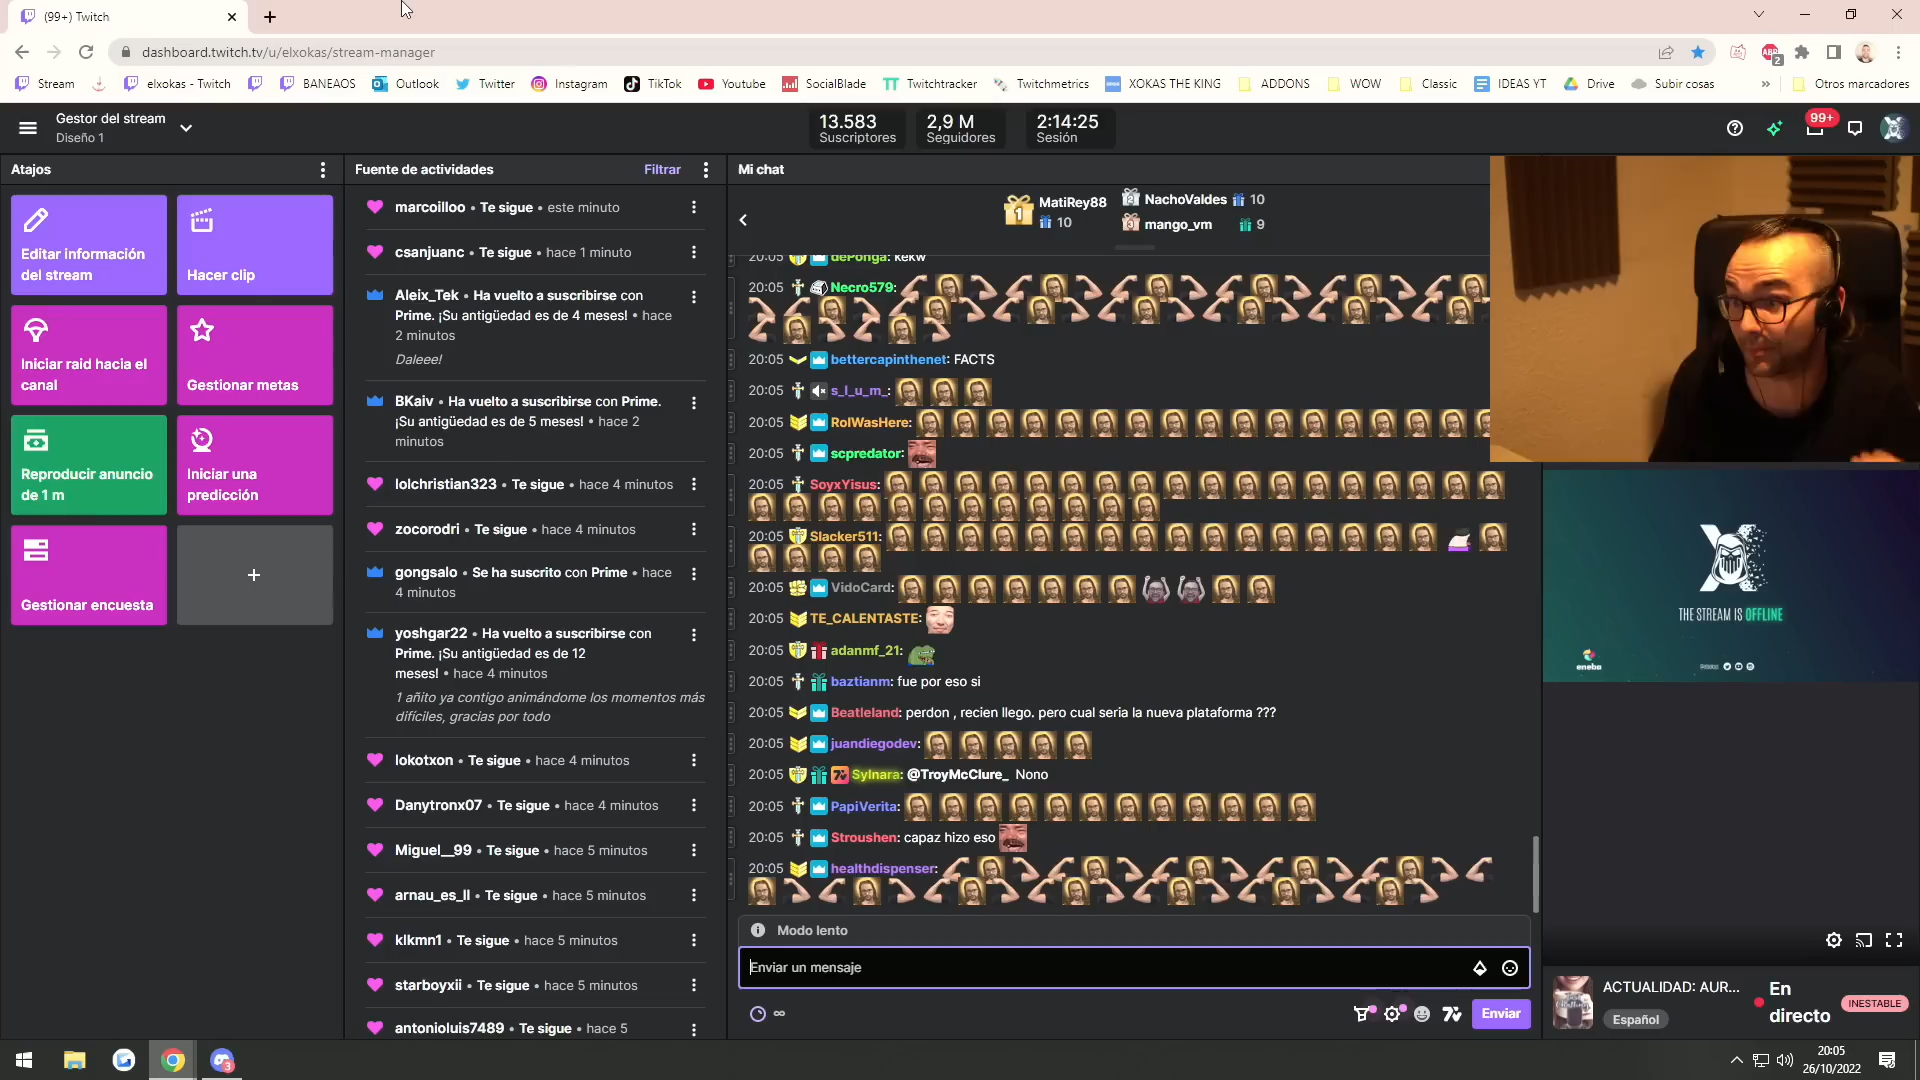 (99+) Twitch
dashboard.twitch.tv/u/elxokas/stream-manager
ABP
2
Stream
elxokas - Twitch
BANEAOS
Outlook
Twitter
Instagram
TikTok
Youtube
SocialBlade
Twitchtracker
Twitchmetrics
XOKAS THE KING
ADDONS
WOW
Classic
IDEAS YT
Drive
Subir cosas
»
Otros marcadores
Gestor del stream
Diseño 1
13.583
Suscriptores
2,9 M
Seguidores
2:14:25
Sesión
99+
Atajos
Editar información
del stream
Hacer clip
Iniciar raid hacia el
canal
Gestionar metas
Reproducir anuncio
de 1 m
Iniciar una
predicción
Gestionar encuesta
+
Fuente de actividades
Filtrar
marcoilloo • Te sigue • este minuto
csanjuanc • Te sigue • hace 1 minuto
Aleix_Tek • Ha vuelto a suscribirse con
Prime. ¡Su antigüedad es de 4 meses! • hace
2 minutos
Daleee!
BKaiv • Ha vuelto a suscribirse con Prime.
¡Su antigüedad es de 5 meses! • hace 2
minutos
lolchristian323 • Te sigue • hace 4 minutos
zocorodri • Te sigue • hace 4 minutos
gongsalo • Se ha suscrito con Prime • hace
4 minutos
yoshgar22 • Ha vuelto a suscribirse con
Prime. ¡Su antigüedad es de 12
meses! • hace 4 minutos
1 añito ya contigo animándome los momentos más
difíciles, gracias por todo
lokotxon • Te sigue • hace 4 minutos
Danytronx07 • Te sigue • hace 4 minutos
Miguel__99 • Te sigue • hace 5 minutos
arnau_es_ll • Te sigue • hace 5 minutos
klkmn1 • Te sigue • hace 5 minutos
starboyxii • Te sigue • hace 5 minutos
antonioluis7489 • Te sigue • hace 5
Mi chat
1 MatiRey88
10
2 NachoValdes 10
3 mango_vm 9
20:05 dePonga: kekw
20:05 Necro579:
20:05 bettercapinthenet: FACTS
20:05 s_l_u_m_:
20:05 RolWasHere:
20:05 scpredator:
20:05 SoyxYisus:
20:05 Slacker511:
20:05 VidoCard:
20:05 TE_CALENTASTE:
20:05 adanmf_21:
20:05 baztianm: fue por eso si
20:05 Beatleland: perdon , recien llego. pero cual seria la nueva plataforma ???
20:05 juandiegodev:
20:05 Sylnara: @TroyMcClure_ Nono
20:05 PapiVerita:
20:05 Stroushen: capaz hizo eso
20:05 healthdispenser:
Modo lento
Enviar un mensaje
∞
Enviar
THE STREAM IS OFFLINE
eneba
ACTUALIDAD: AUR...
Español
En
directo
INESTABLE
3
20:05
26/10/2022